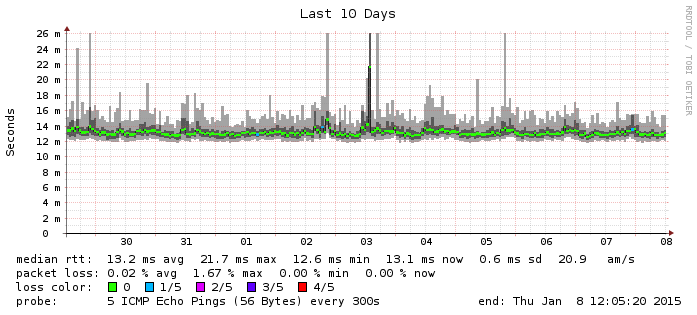 Last 10 Days
RRDTOOL / TOBI OETIKER
Seconds
26 m
24 m
22 m
20 m
18 m
16 m
14 m
12 m
10 m
8 m
6 m
4 m
2 m
0
30 31 01 02 03 04 05 06 07 08
median rtt: 13.2 ms avg 21.7 ms max 12.6 ms min 13.1 ms now 0.6 ms sd 20.9 am/s
packet loss: 0.02 % avg 1.67 % max 0.00 % min 0.00 % now
loss color: 0 1/5 2/5 3/5 4/5
probe: 5 ICMP Echo Pings (56 Bytes) every 300s end: Thu Jan 8 12:05:20 2015